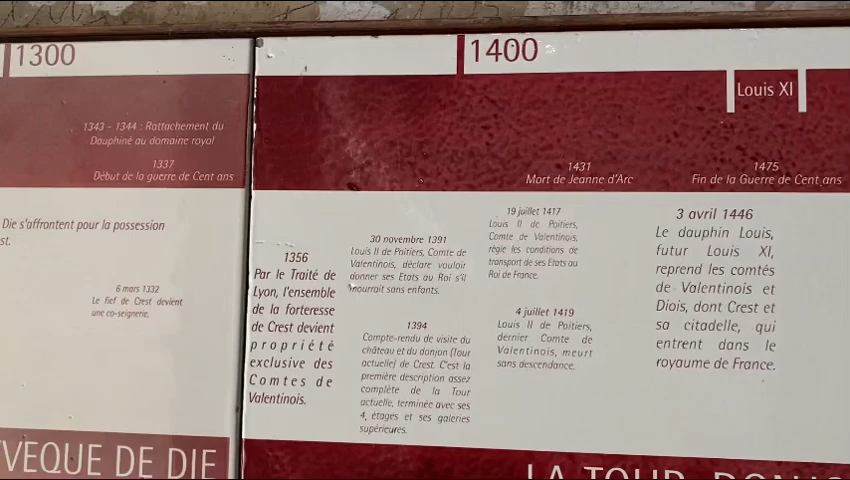 1300
1400
Louis XI
1343 - 1344 : Rattachement du
Dauphiné au domaine royal
1337
Début de la guerre de Cent ans
1431
Mort de Jeanne d'Arc
1475
Fin de la Guerre de Cent ans
Die s'affrontent pour la possession
st.
6 mars 1332
Le fief de Crest devient
une co-seigneurie.
1356
Par le Traité de
Lyon, l'ensemble
de la forteresse
de Crest devient
propriété
exclusive des
Comtes de
Valentinois.
30 novembre 1391
Louis II de Poitiers, Comte de
Valentinois, déclare vouloir
donner ses Etats au Roi s'il
mourrait sans enfants.
1394
Compte-rendu de visite du
château et du donjon (Tour
actuelle) de Crest. C'est la
première description assez
complète de la Tour
actuelle, terminée avec ses
4 étages et ses galeries
supérieures.
19 juillet 1417
Louis II de Poitiers,
Comte de Valentinois,
règle les conditions de
transport de ses Etats au
Roi de France.
4 juillet 1419
Louis II de Poitiers,
dernier Comte de
Valentinois, meurt
sans descendance.
3 avril 1446
Le dauphin Louis,
futur Louis XI,
reprend les comtés
de Valentinois et
Diois, dont Crest et
sa citadelle, qui
entrent dans le
royaume de France.
VEQUE DE DIE
LA TOUR